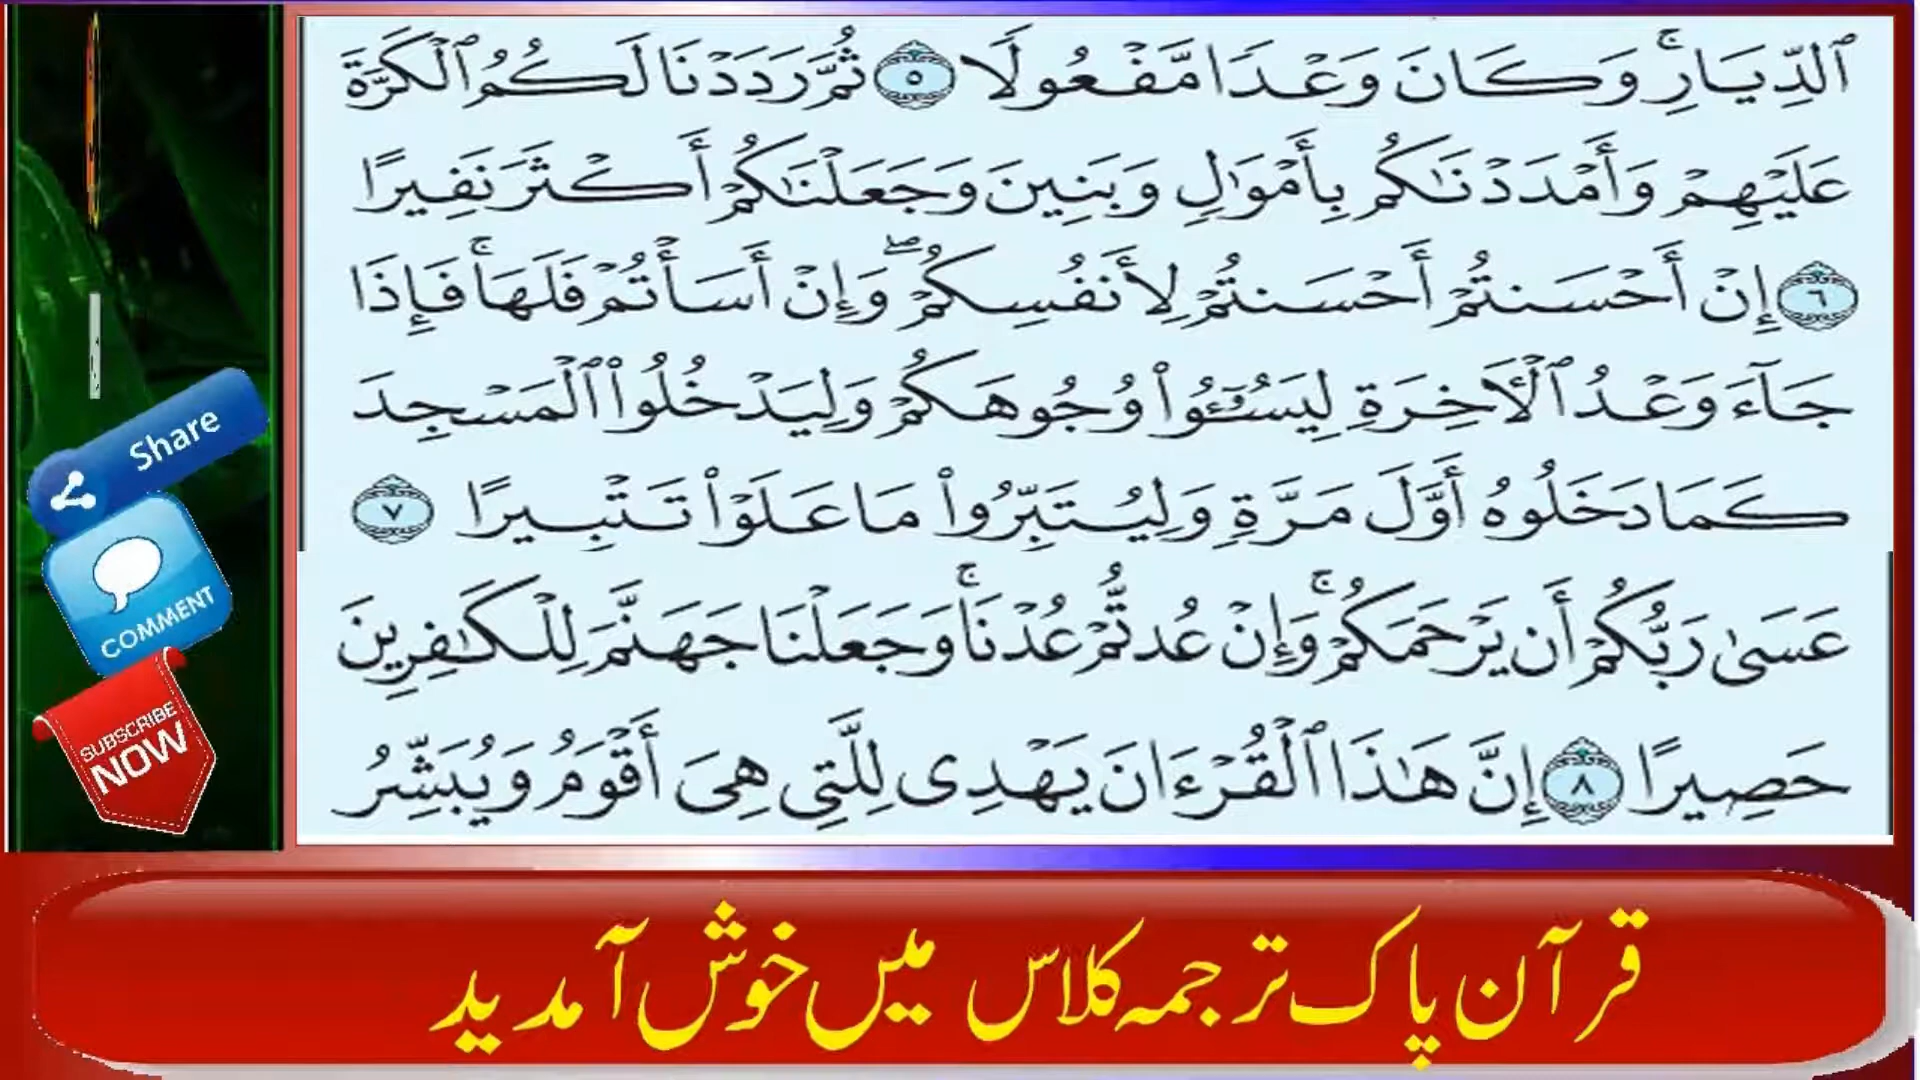 ٱلدِّيَارِۚ وَكَانَ وَعْدًا مَّفْعُولًا ٥ ثُمَّ رَدَدْنَا لَكُمُ ٱلْكَرَّةَ
عَلَيْهِمْ وَأَمْدَدْنَٰكُم بِأَمْوَٰلٍ وَبَنِينَ وَجَعَلْنَٰكُمْ أَكْثَرَ نَفِيرًا
٦ إِنْ أَحْسَنتُمْ أَحْسَنتُمْ لِأَنفُسِكُمْۖ وَإِنْ أَسَأْتُمْ فَلَهَاۚ فَإِذَا
جَآءَ وَعْدُ ٱلْءَاخِرَةِ لِيَسُـُٔوا۟ وُجُوهَكُمْ وَلِيَدْخُلُوا۟ ٱلْمَسْجِدَ
كَمَا دَخَلُوهُ أَوَّلَ مَرَّةٍ وَلِيُتَبِّرُوا۟ مَا عَلَوْا۟ تَتْبِيرًا ٧
عَسَىٰ رَبُّكُمْ أَن يَرْحَمَكُمْۚ وَإِنْ عُدتُّمْ عُدْنَاۚ وَجَعَلْنَا جَهَنَّمَ لِلْكَٰفِرِينَ
حَصِيرًا ٨ إِنَّ هَٰذَا ٱلْقُرْءَانَ يَهْدِى لِلَّتِى هِىَ أَقْوَمُ وَيُبَشِّرُ
Share
COMMENT
SUBSCRIBE
NOW
قرآن پاک ترجمہ کلاس میں خوش آمدید